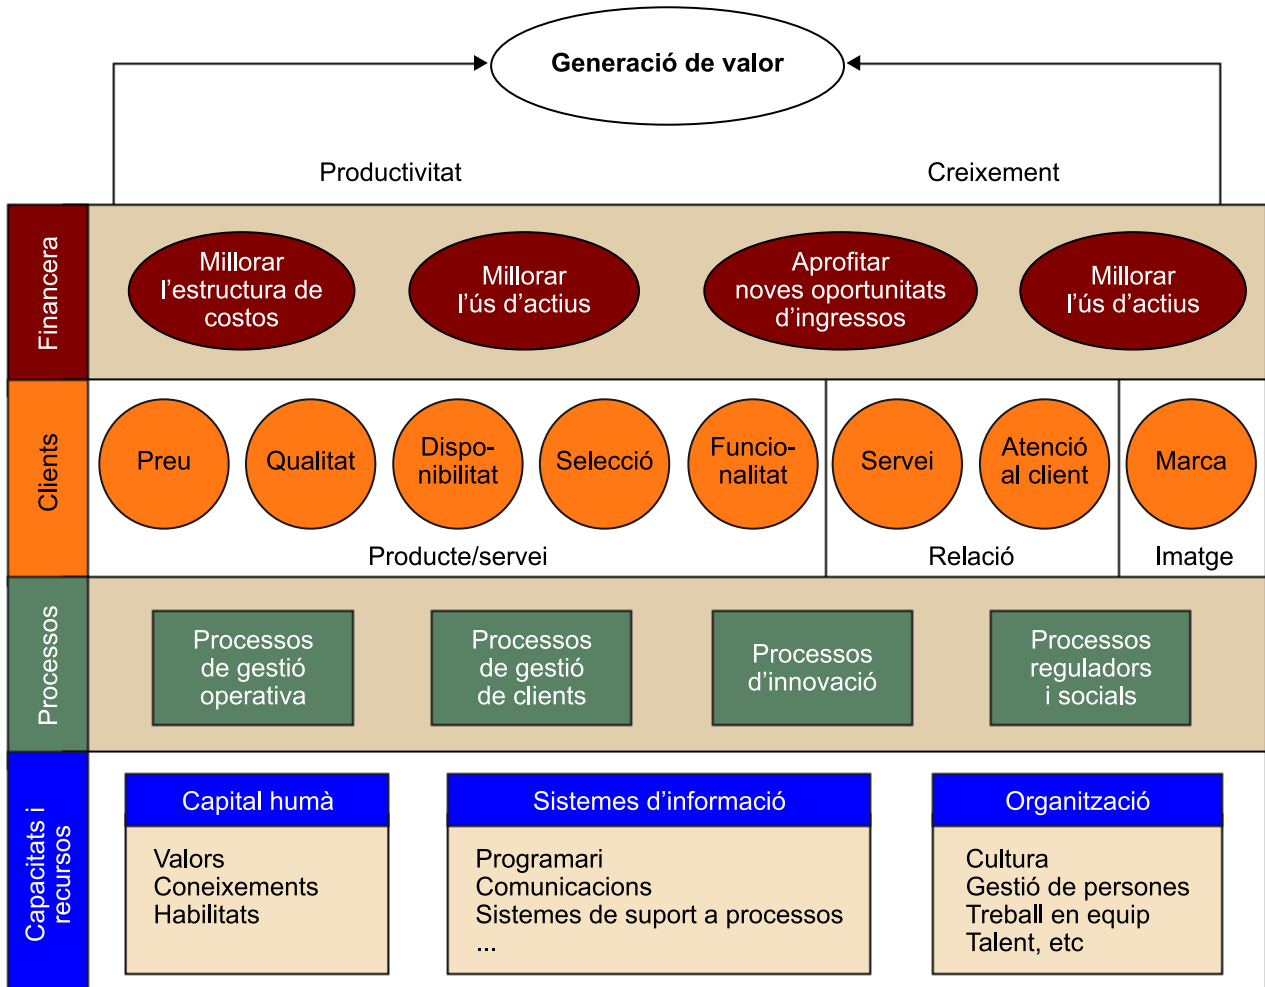 Generació de valor
Productivitat
Creixement
Financera
Millorar
l'estructura de
costos
Millorar
l'ús d'actius
Aprofitar
noves oportunitats
d'ingressos
Millorar
l'ús d'actius
Clients
Preu
Qualitat
Dispo-
nibilitat
Selecció
Funcio-
nalitat
Servei
Atenció
al client
Marca
Producte/servei
Relació
Imatge
Processos
Processos
de gestió
operativa
Processos
de gestió
de clients
Processos
d'innovació
Processos
reguladors
i socials
Capacitats i
recursos
Capital humà
Valors
Coneixements
Habilitats
Sistemes d'informació
Programari
Comunicacions
Sistemes de suport a processos
...
Organització
Cultura
Gestió de persones
Treball en equip
Talent, etc